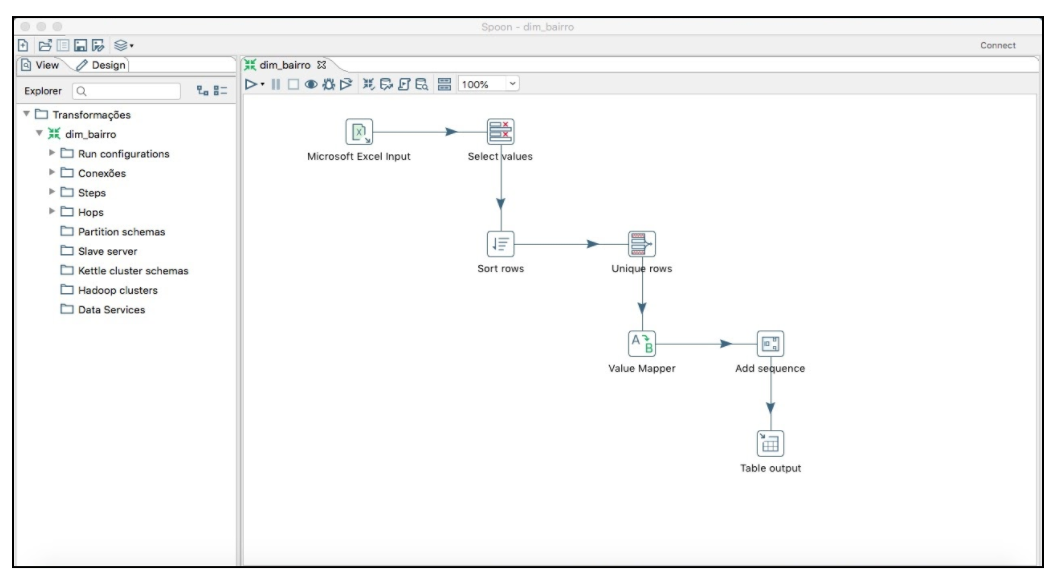 Spoon - dim_bairro
Connect
View Design
dim_bairro
Explorer
100%
Transformações
dim_bairro
Run configurations
Conexões
Steps
Hops
Partition schemas
Slave server
Kettle cluster schemas
Hadoop clusters
Data Services
Microsoft Excel Input
Select values
Sort rows
Unique rows
A B
Value Mapper
Add sequence
Table output